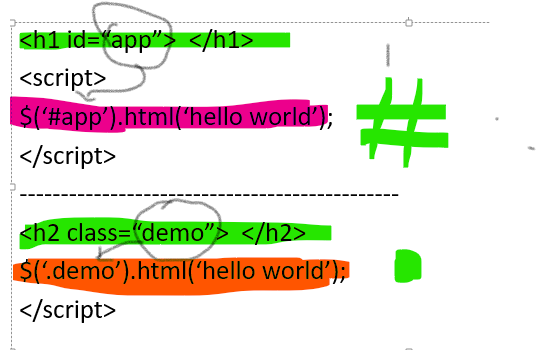 <h1 id=“app”>  </h1>
<script>
$(‘#app’).html(‘hello world’);
</script>
-----------------------------------------
<h2 class=“demo”>  </h2>
$(‘.demo’).html(‘hello world’);
</script>
#
.